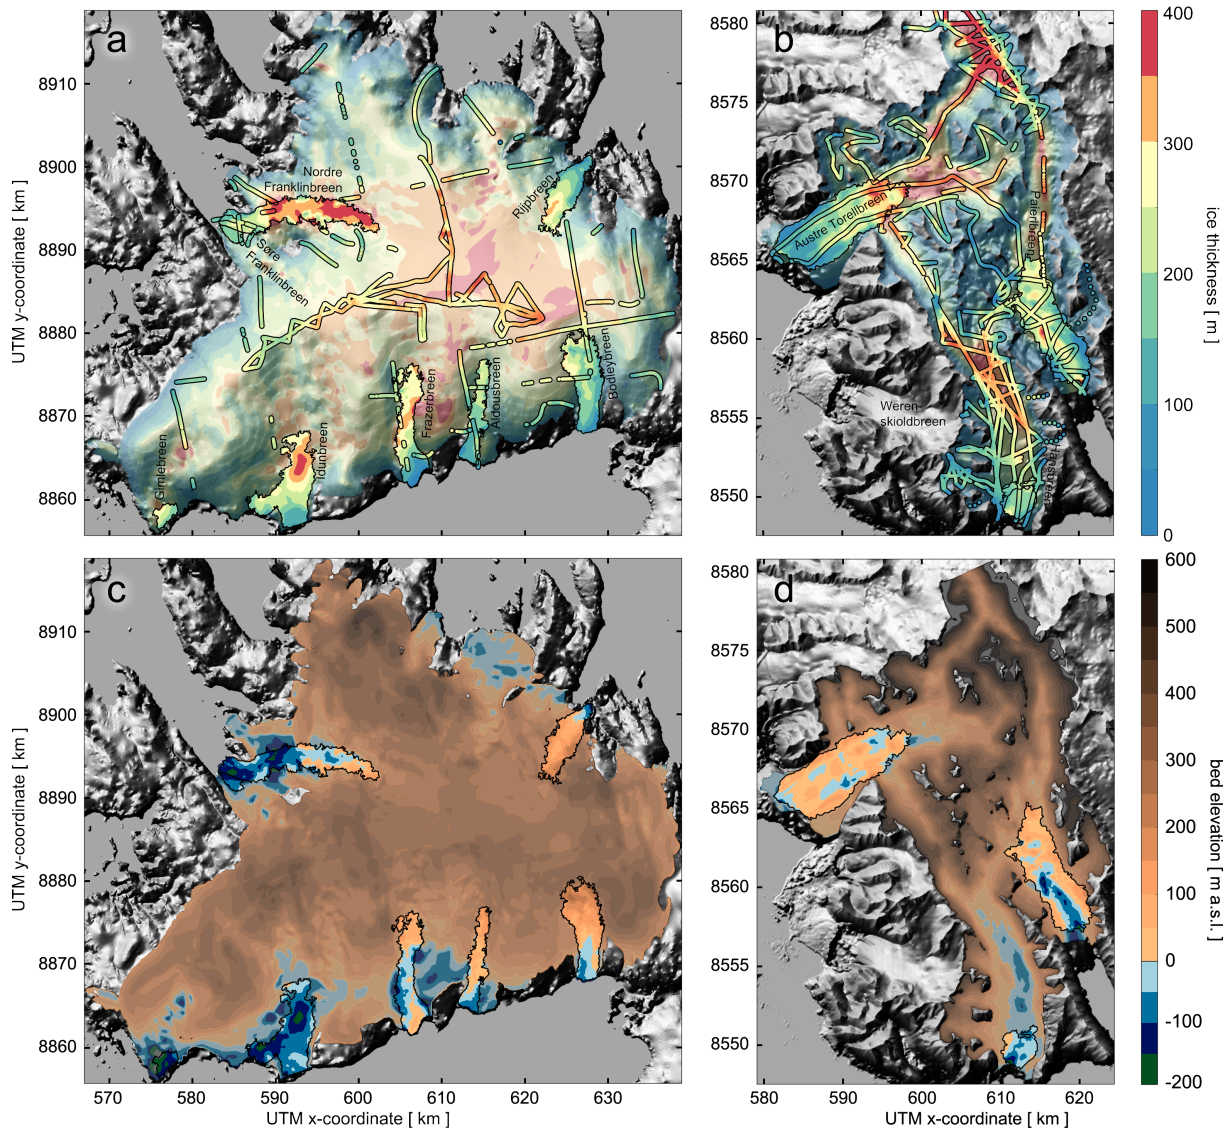 a
b
8910
8900
8890
8880
8870
8860
UTM y-coordinate [ km ]
Nordre
Franklinbreen
Søre
Franklinbreen
Rijpbreen
Gimlebreen
Idunbreen
Frazerbreen
Aldousbreen
Bodleybreen
8580
8575
8570
8565
8560
8555
8550
Austre Torellbreen
Paierlbreen
Weren-
skioldbreen
Hansbreen
400
300
200
100
0
ice thickness [ m ]
c
d
8910
8900
8890
8880
8870
8860
UTM y-coordinate [ km ]
570
580
590
600
610
620
630
UTM x-coordinate [ km ]
8580
8575
8570
8565
8560
8555
8550
580
590
600
610
620
UTM x-coordinate [ km ]
600
500
400
300
200
100
0
-100
-200
bed elevation [ m a.s.l. ]